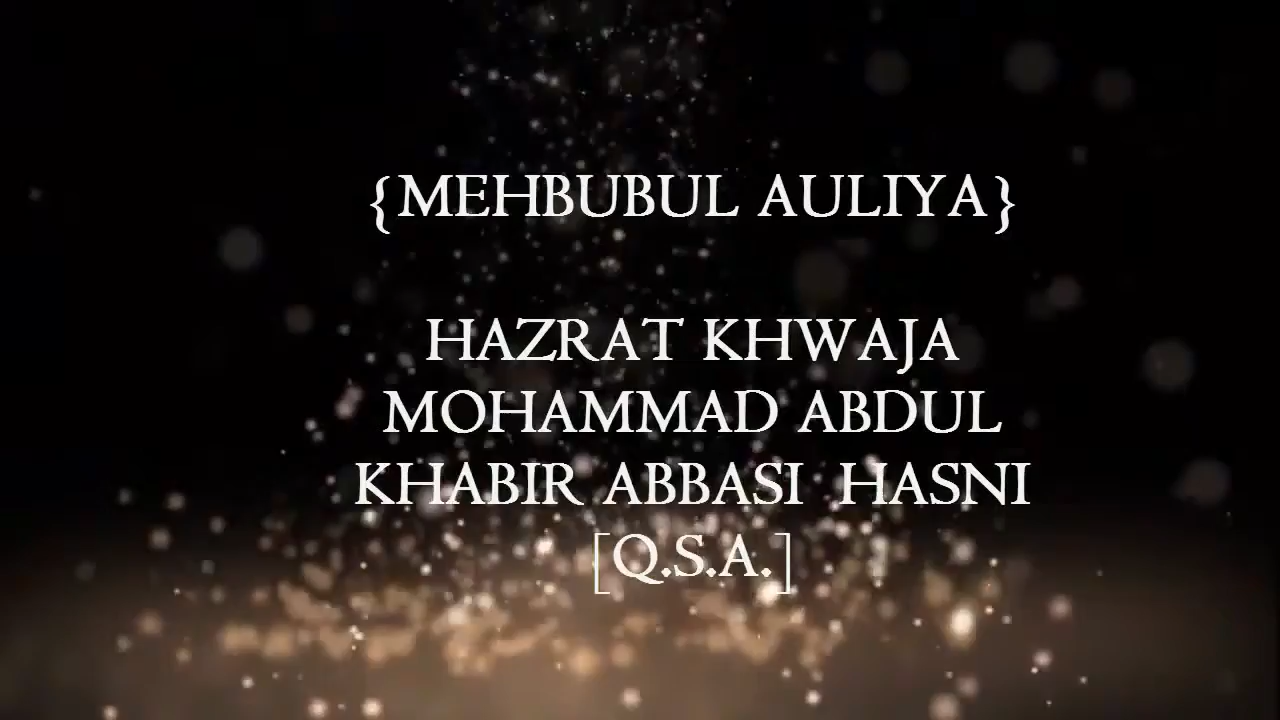 {MEHBUBUL AULIYA}
HAZRAT KHWAJA
MOHAMMAD ABDUL
KHABIR ABBASI HASNI
[Q.S.A.]